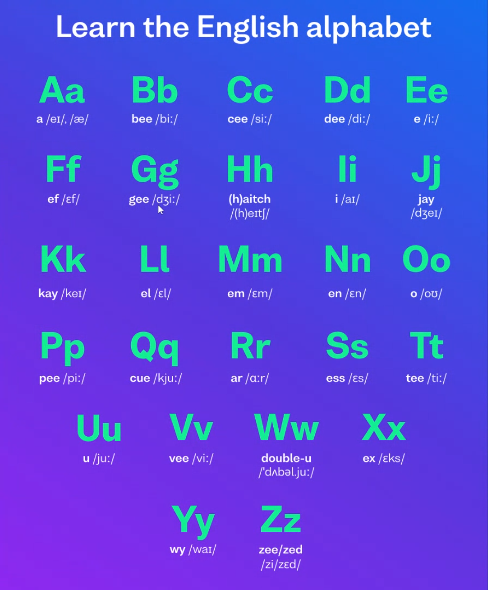 Learn the English alphabet
Aa Bb Cc Dd Ee
a /eɪ/, /æ/ bee /biː/ cee /siː/ dee /diː/ e /iː/
Ff Gg Hh Ii Jj
ef /ɛf/ gee /dʒiː/ (h)aitch i /aɪ/ jay
/(h)eɪtʃ/ /dʒeɪ/
Kk Ll Mm Nn Oo
kay /keɪ/ el /ɛl/ em /ɛm/ en /ɛn/ o /oʊ/
Pp Qq Rr Ss Tt
pee /piː/ cue /kjuː/ ar /ɑːr/ ess /ɛs/ tee /tiː/
Uu Vv Ww Xx
u /juː/ vee /viː/ double-u ex /ɛks/
/ˈdʌbəl.juː/
Yy Zz
wy /waɪ/ zee/zed
/zi/zɛd/